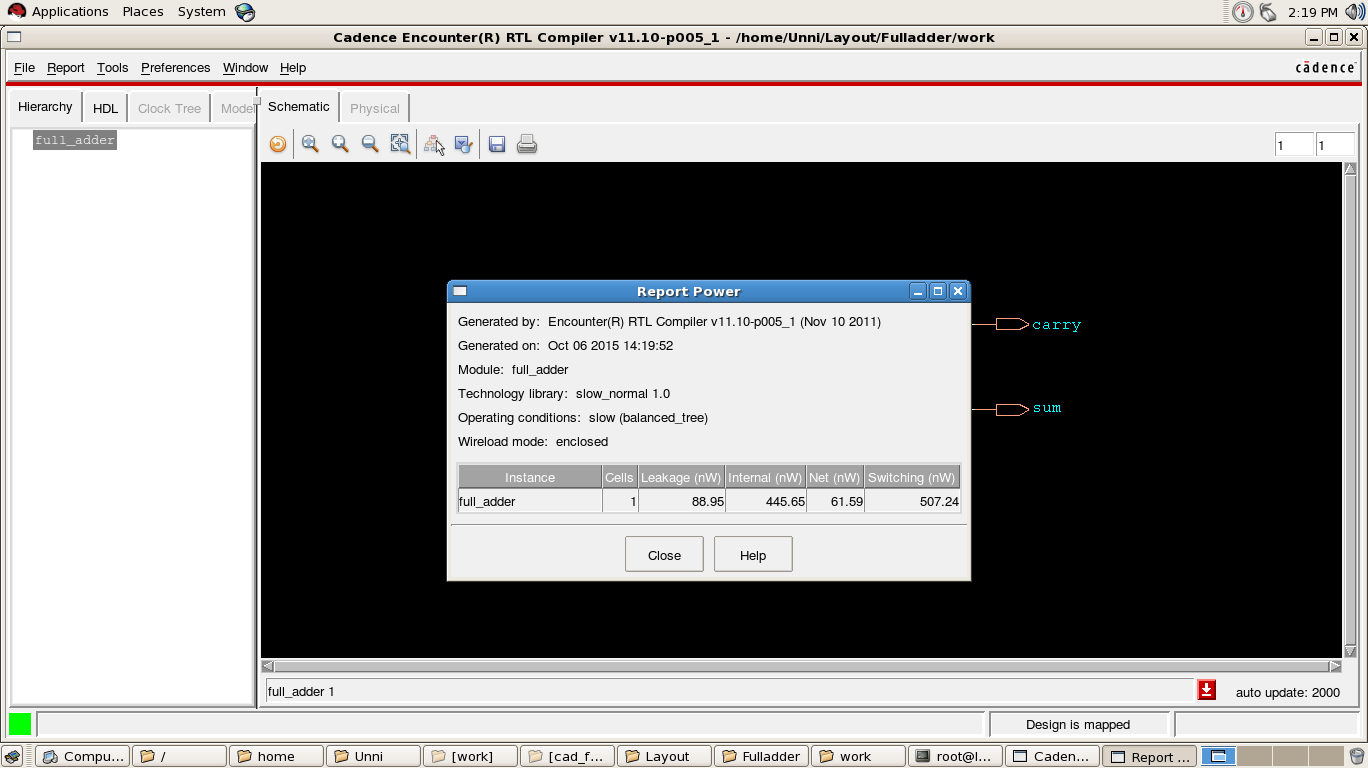 Applications Places System 2:19 PM
Cadence Encounter(R) RTL Compiler v11.10-p005_1 - /home/Unni/Layout/Fulladder/work
File Report Tools Preferences Window Help cādence
Hierarchy HDL Clock Tree Model Schematic Physical
full_adder
1 1
Report Power
Generated by: Encounter(R) RTL Compiler v11.10-p005_1 (Nov 10 2011)
Generated on: Oct 06 2015 14:19:52
Module: full_adder
Technology library: slow_normal 1.0
Operating conditions: slow (balanced_tree)
Wireload mode: enclosed
Instance Cells Leakage (nW) Internal (nW) Net (nW) Switching (nW)
full_adder 1 88.95 445.65 61.59 507.24
Close Help
carry
sum
full_adder 1 auto update: 2000
Design is mapped
Compu... / home Unni [work] [cad_f... Layout Fulladder work root@l... Caden... Report ...